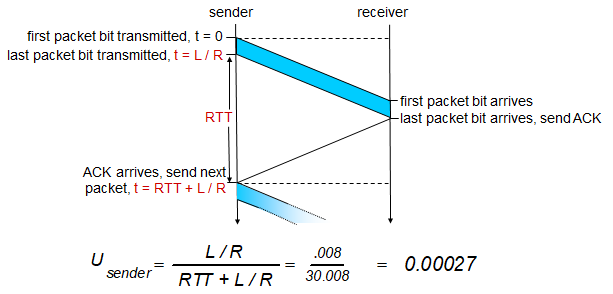 sender receiver
first packet bit transmitted, t = 0
last packet bit transmitted, t = L / R
first packet bit arrives
RTT
last packet bit arrives, send ACK
ACK arrives, send next
packet, t = RTT + L / R
U sender = L / R / RTT + L / R = .008 / 30.008 = 0.00027